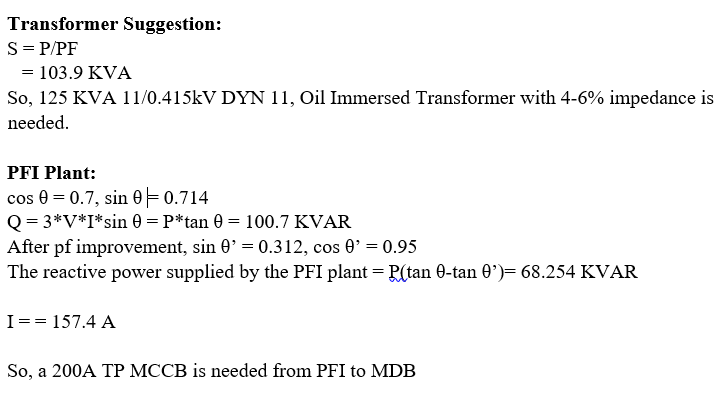 Transformer Suggestion:
S = P/PF
= 103.9 KVA
So, 125 KVA 11/0.415kV DYN 11, Oil Immersed Transformer with 4-6% impedance is
needed.
PFI Plant:
cos θ = 0.7, sin θ = 0.714
Q = 3*V*I*sin θ = P*tan θ = 100.7 KVAR
After pf improvement, sin θ’ = 0.312, cos θ’ = 0.95
The reactive power supplied by the PFI plant = P(tan θ-tan θ’)= 68.254 KVAR
I = = 157.4 A
So, a 200A TP MCCB is needed from PFI to MDB